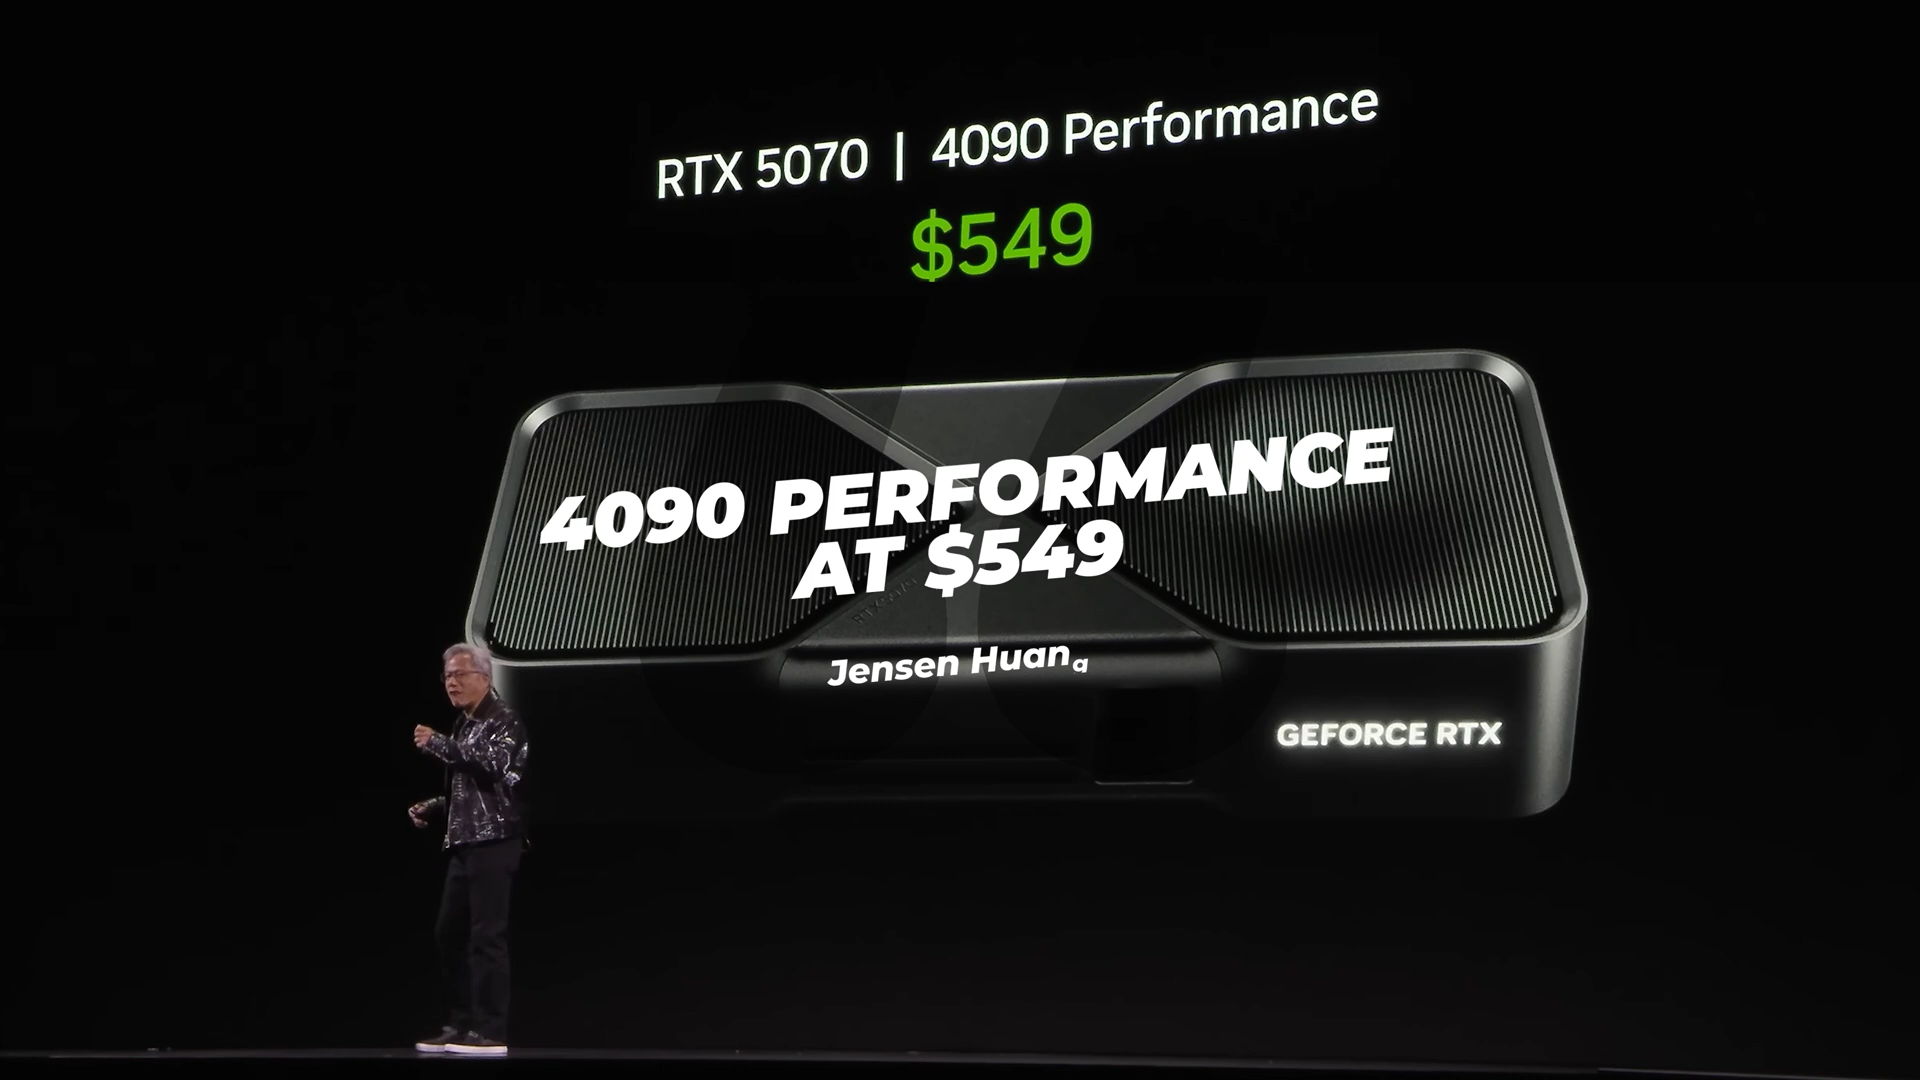 RTX 5070 | 4090 Performance
$549
4090 PERFORMANCE
AT $549
Jensen Huang
GEFORCE RTX